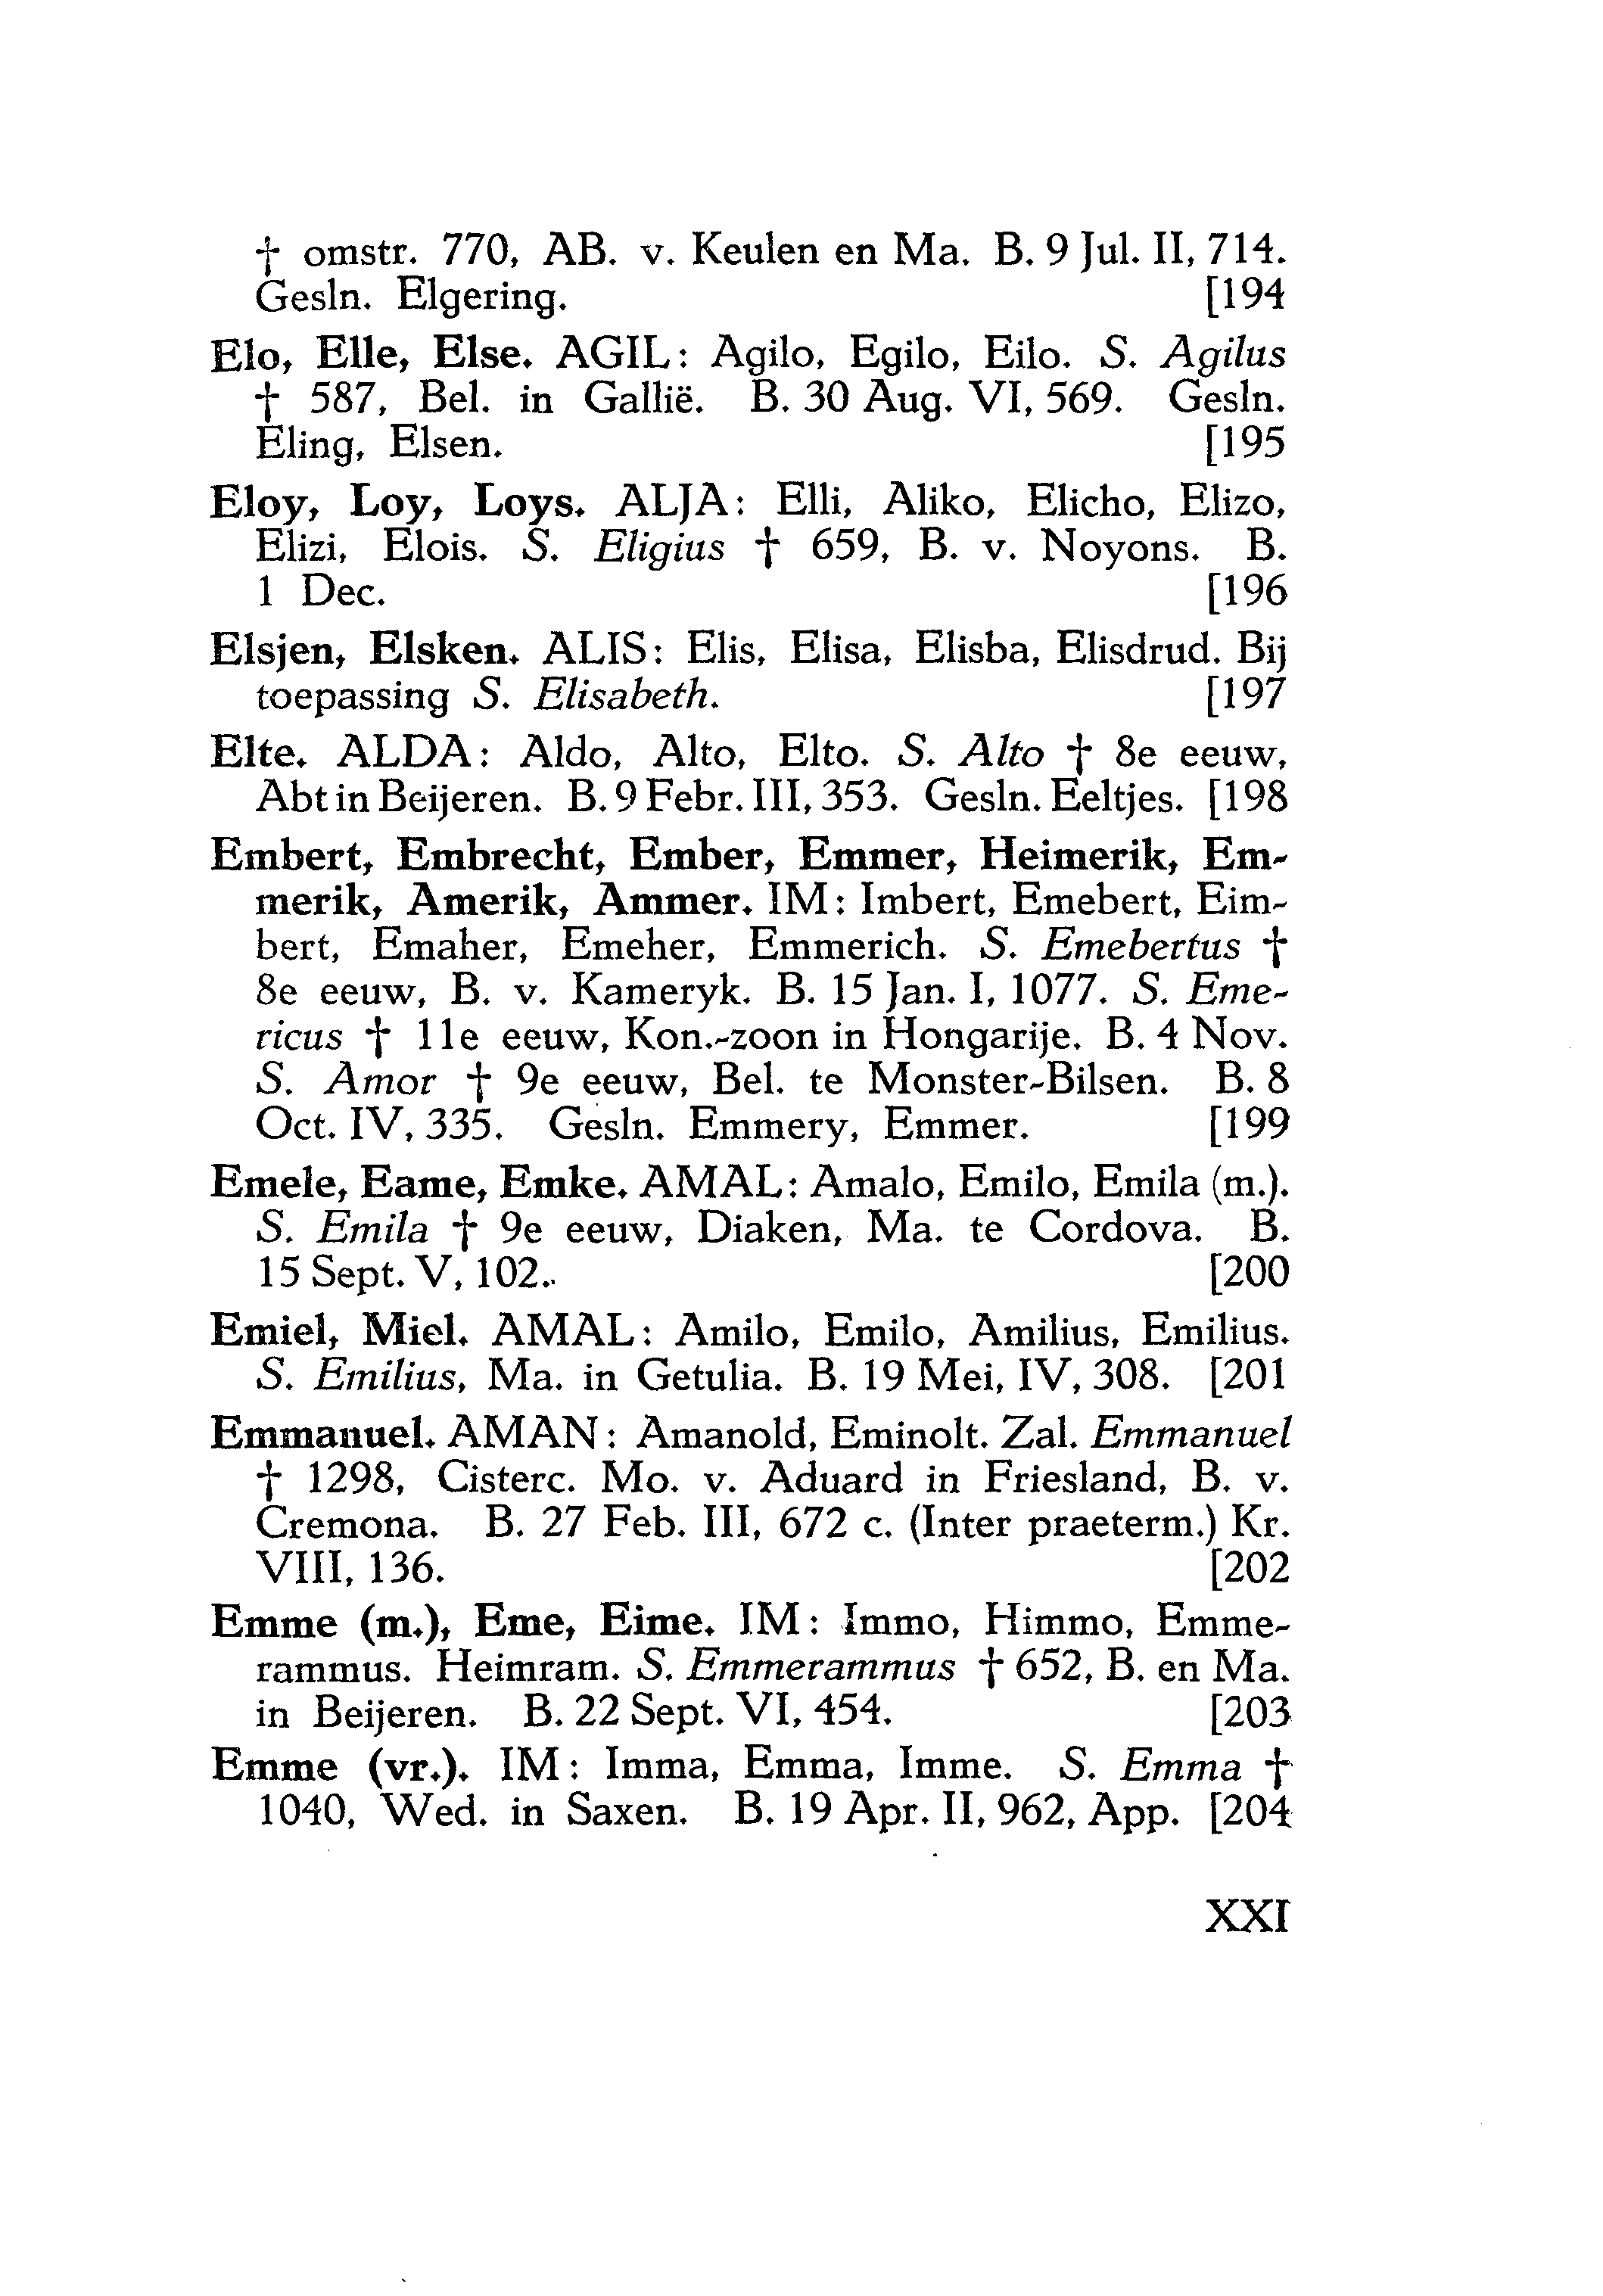 † omstr. 770, AB. v. Keulen en Ma. B. 9 Jul. II, 714.
Gesln. Elgering. [194
Elo, Elle, Else. AGIL: Agilo, Egilo, Eilo. S. Agilus
† 587, Bel. in Gallië. B. 30 Aug. VI, 569. Gesln.
Eling, Elsen. [195
Eloy, Loy, Loys. ALJA: Elli, Aliko, Elicho, Elizo,
Elizi, Elois. S. Eligius † 659, B. v. Noyons. B.
1 Dec. [196
Elsjen, Elsken. ALIS: Elis, Elisa, Elisba, Elisdrud. Bij
toepassing S. Elisabeth. [197
Elte. ALDA: Aldo, Alto, Elto. S. Alto † 8e eeuw,
Abt in Beijeren. B. 9 Febr. III, 353. Gesln. Eeltjes. [198
Embert, Embrecht, Ember, Emmer, Heimerik, Em-
merik, Amerik, Ammer. IM: Imbert, Emebert, Eim-
bert, Emaher, Emeher, Emmerich. S. Emebertus †
8e eeuw, B. v. Kameryk. B. 15 Jan. I, 1077. S. Eme-
ricus † 11e eeuw, Kon.-zoon in Hongarije. B. 4 Nov.
S. Amor † 9e eeuw, Bel. te Monster-Bilsen. B. 8
Oct. IV, 335. Gesln. Emmery, Emmer. [199
Emele, Eame, Emke. AMAL: Amalo, Emilo, Emila (m.).
S. Emila † 9e eeuw, Diaken, Ma. te Cordova. B.
15 Sept. V, 102.. [200
Emiel, Miel. AMAL: Amilo, Emilo, Amilius, Emilius.
S. Emilius, Ma. in Getulia. B. 19 Mei, IV, 308. [201
Emmanuel. AMAN: Amanold, Eminolt. Zal. Emmanuel
† 1298, Cisterc. Mo. v. Aduard in Friesland, B. v.
Cremona. B. 27 Feb. III, 672 c. (Inter praeterm.) Kr.
VIII, 136. [202
Emme (m.), Eme, Eime. IM: Immo, Himmo, Emme-
rammus. Heimram. S. Emmerammus † 652, B. en Ma.
in Beijeren. B. 22 Sept. VI, 454. [203
Emme (vr.). IM: Imma, Emma, Imme. S. Emma †
1040, Wed. in Saxen. B. 19 Apr. II, 962, App. [204
XXI